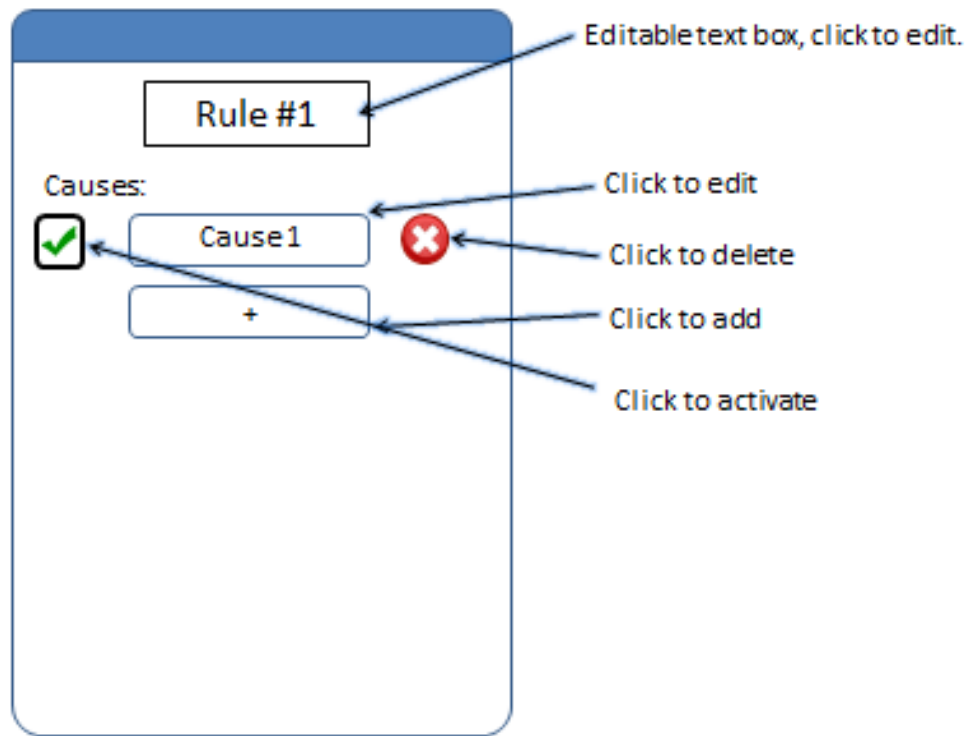 Editable text box, click to edit.
Rule #1
Causes:
Click to edit
Cause1
Click to delete
+
Click to add
Click to activate